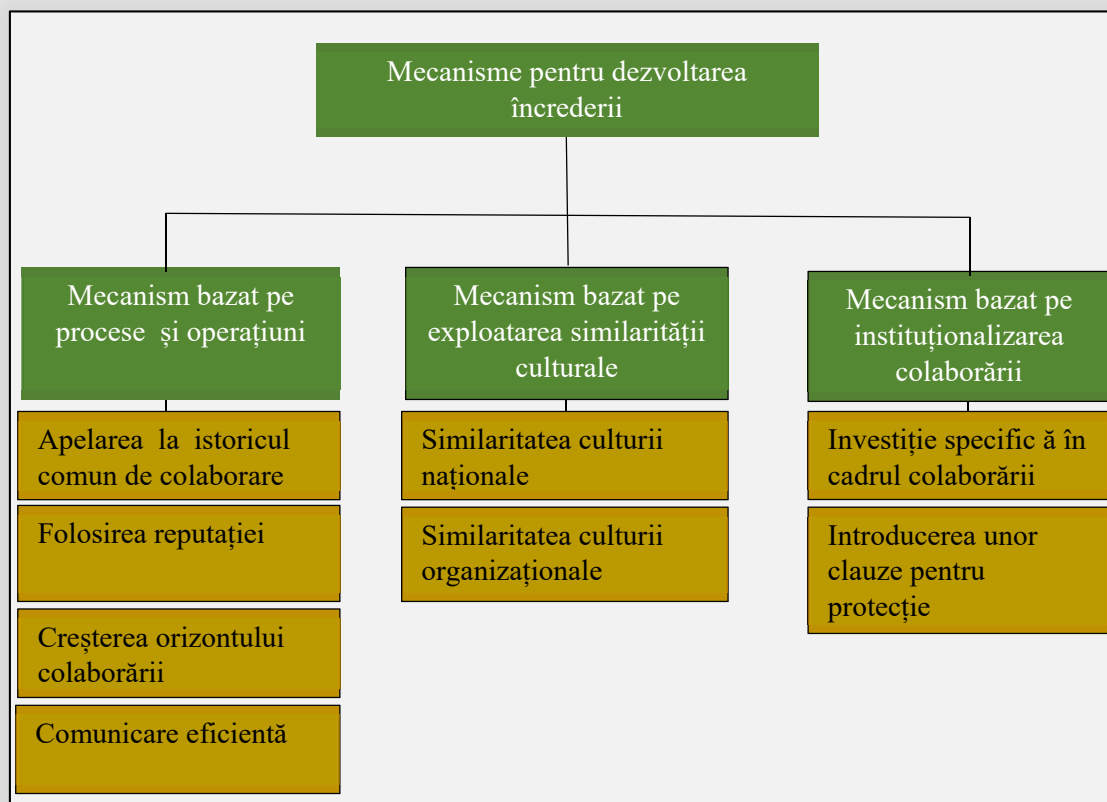 Mecanisme pentru dezvoltarea
încrederii
Mecanism bazat pe
procese și operațiuni
Apelarea la istoricul
comun de colaborare
Folosirea reputației
Creșterea orizontului
colaborării
Comunicare eficientă
Mecanism bazat pe
exploatarea similarității
culturale
Similaritatea culturii
naționale
Similaritatea culturii
organizaționale
Mecanism bazat pe
instituționalizarea
colaborării
Investiție specific ă în
cadrul colaborării
Introducerea unor
clauze pentru
protecție